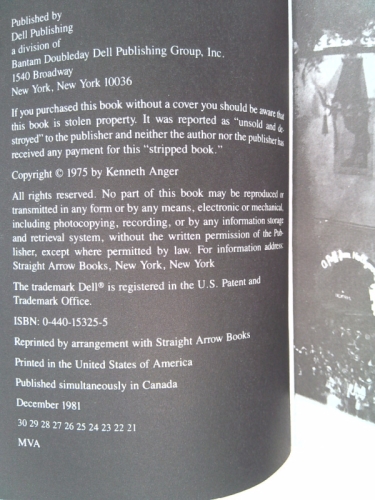 Published by
Dell Publishing
a division of
Bantam Doubleday Dell Publishing Group, Inc.
1540 Broadway
New York, New York 10036
If you purchased this book without a cover you should be aware that
this book is stolen property. It was reported as “unsold and de-
stroyed” to the publisher and neither the author nor the publisher has
received any payment for this “stripped book.”
Copyright © 1975 by Kenneth Anger
All rights reserved. No part of this book may be reproduced or
transmitted in any form or by any means, electronic or mechanical,
including photocopying, recording, or by any information storage
and retrieval system, without the written permission of the Pub-
lisher, except where permitted by law. For information address:
Straight Arrow Books, New York, New York
The trademark Dell® is registered in the U.S. Patent and
Trademark Office.
ISBN: 0-440-15325-5
Reprinted by arrangement with Straight Arrow Books
Printed in the United States of America
Published simultaneously in Canada
December 1981
30 29 28 27 26 25 24 23 22 21
MVA